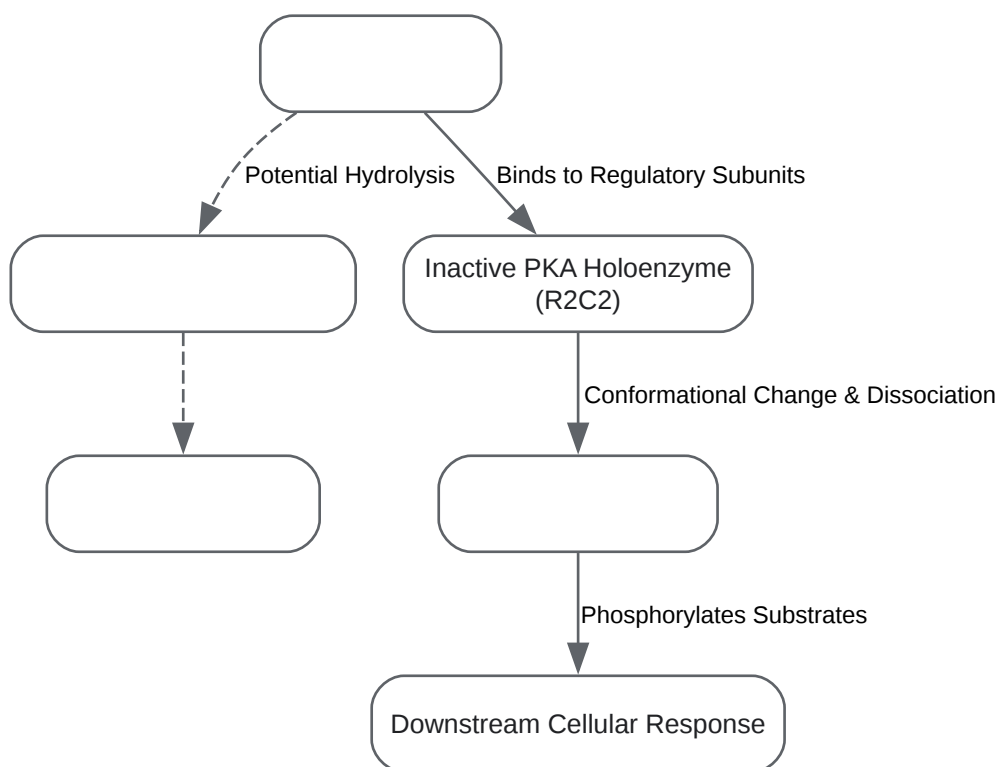 Potential Hydrolysis
Binds to Regulatory Subunits
Inactive PKA Holoenzyme
(R2C2)
Conformational Change & Dissociation
Phosphorylates Substrates
Downstream Cellular Response